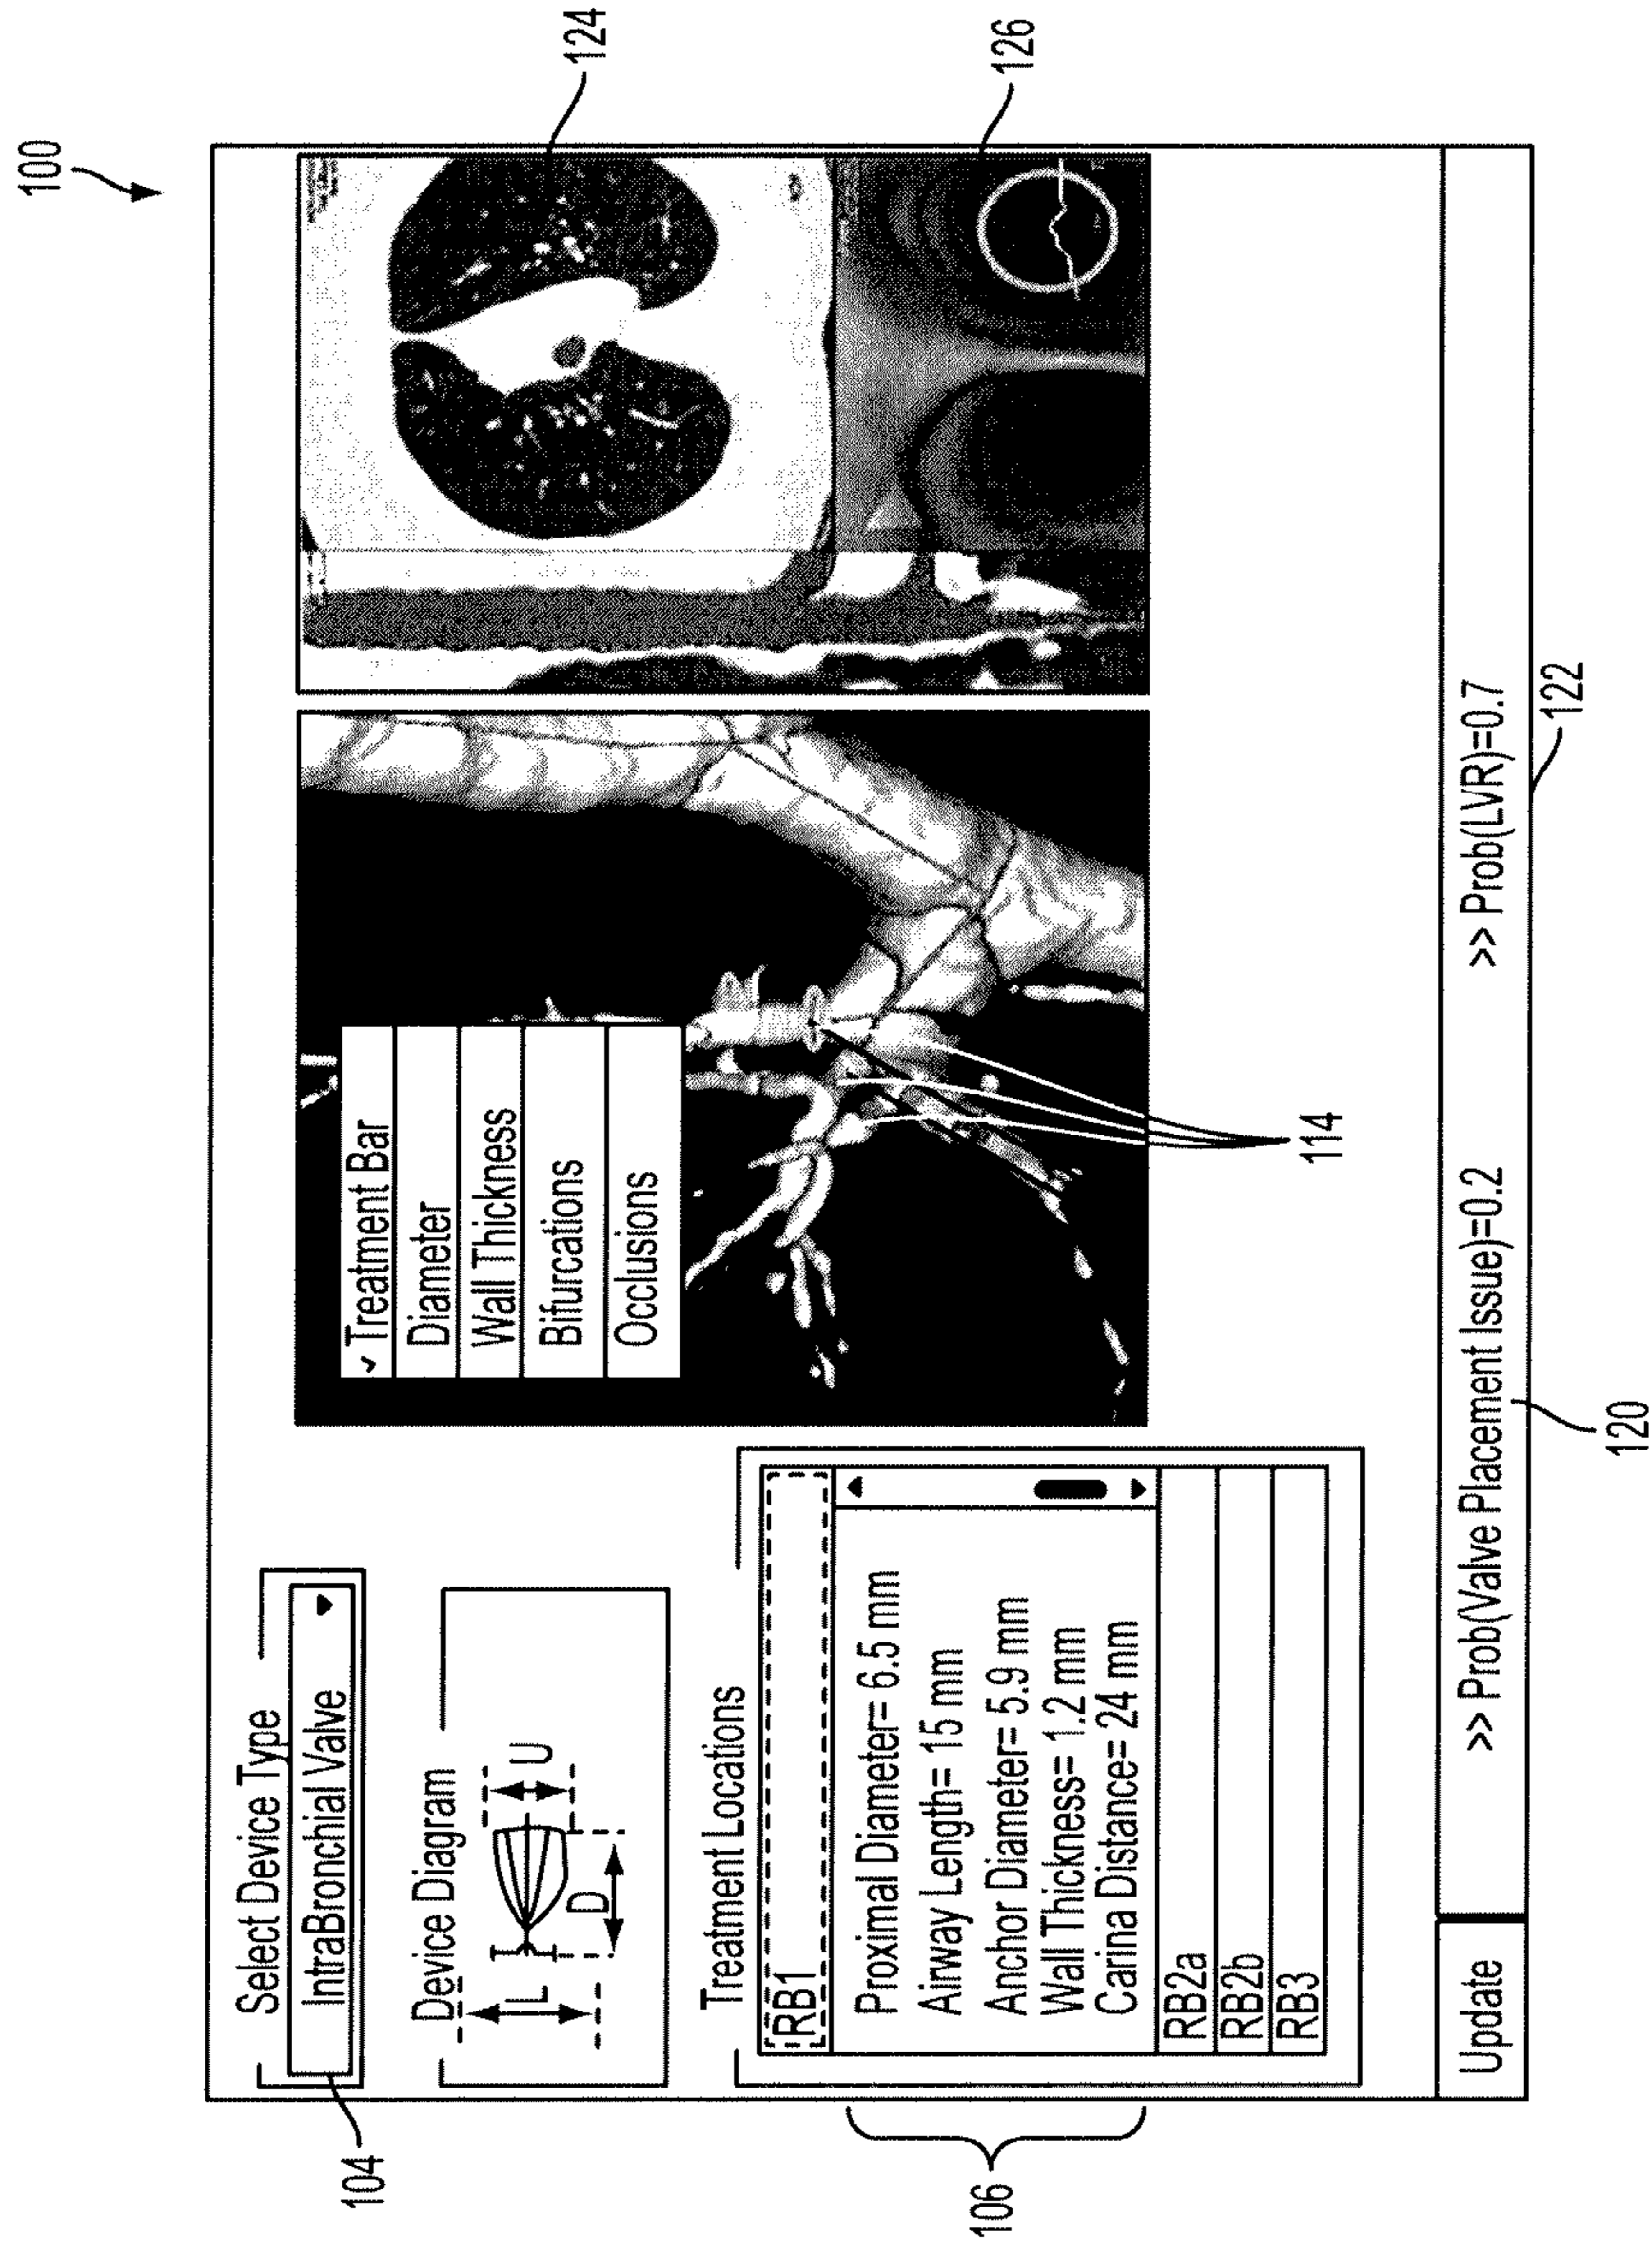 100
Select Device Type
IntraBronchial Valve
104
Device Diagram
L
D
U
Treatment Locations
RB1
Proximal Diameter= 6.5 mm
Airway Length= 15 mm
Anchor Diameter= 5.9 mm
Wall Thickness= 1.2 mm
Carina Distance= 24 mm
RB2a
RB2b
RB3
106
✓ Treatment Bar
Diameter
Wall Thickness
Bifurcations
Occlusions
114
124
126
Update
>> Prob(Valve Placement Issue)=0.2
>> Prob(LVR)=0.7
120
122